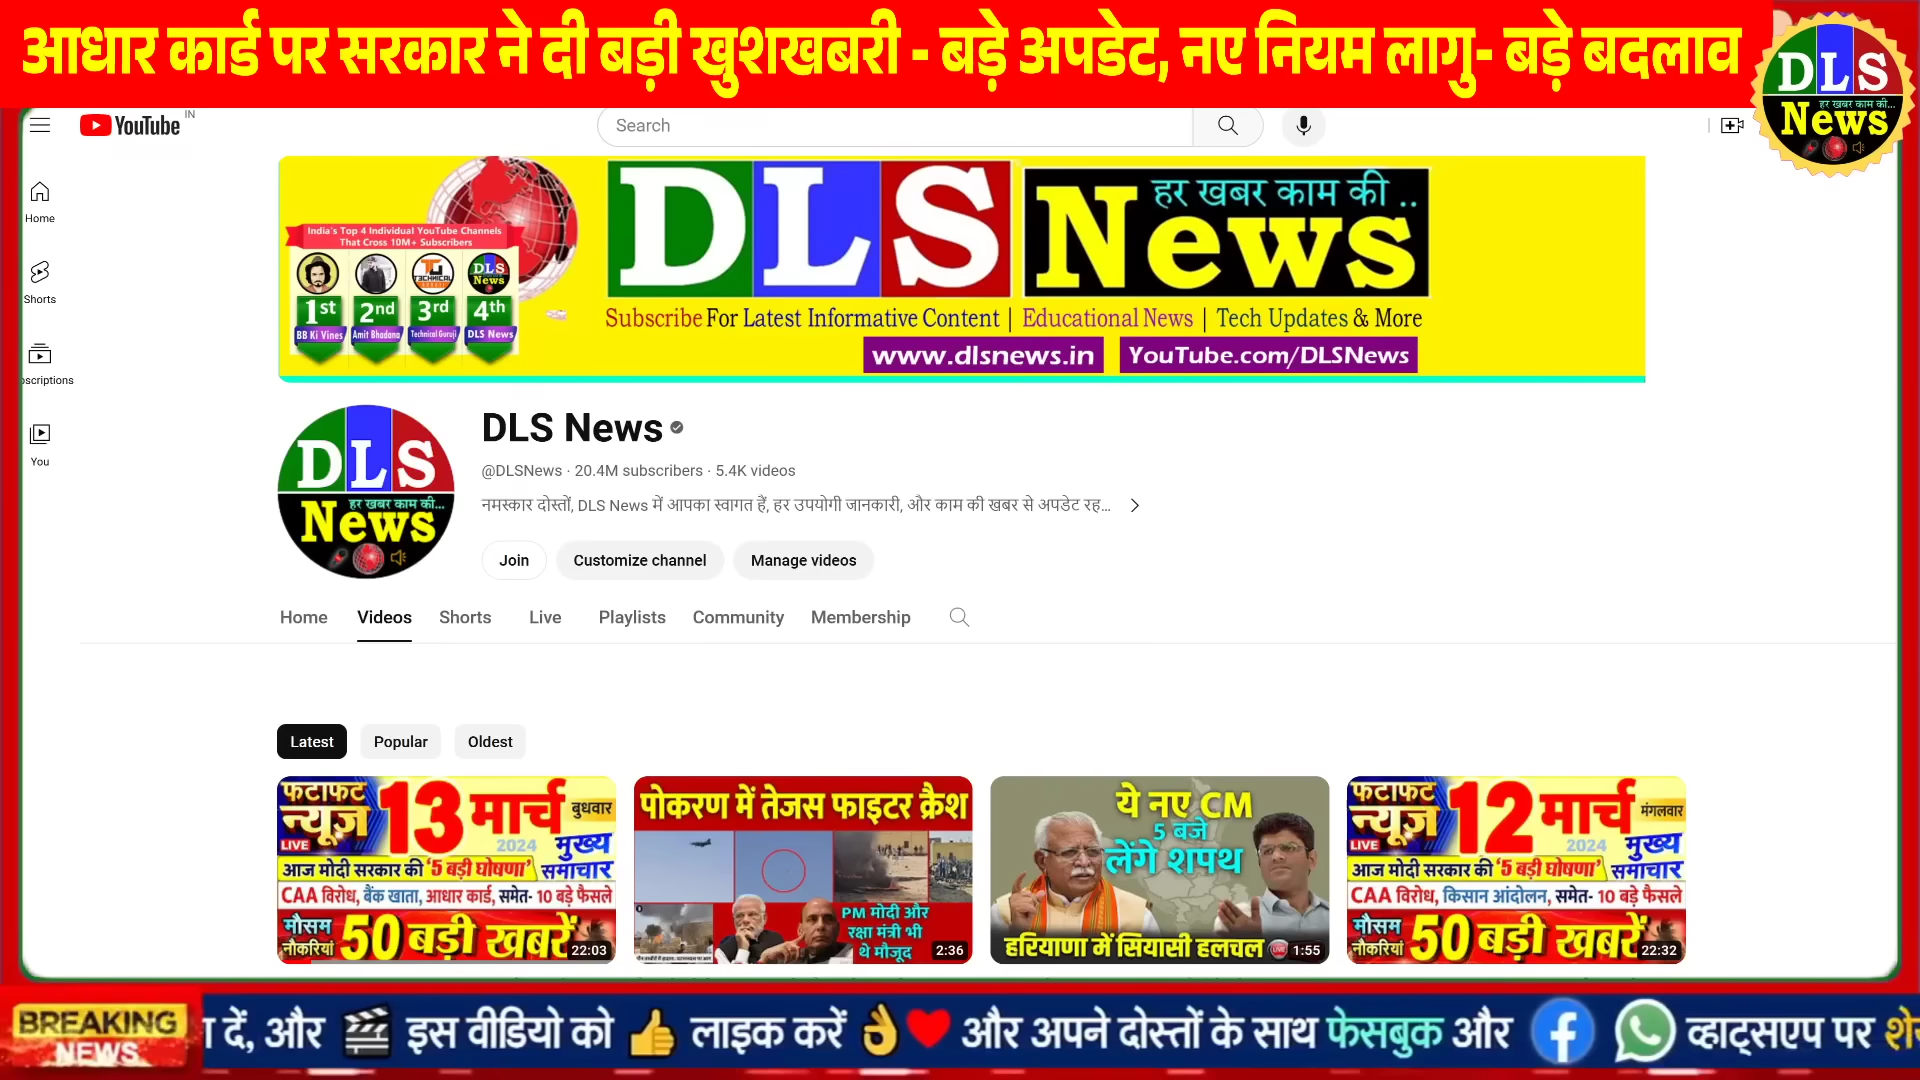 आधार कार्ड पर सरकार ने दी बड़ी खुशखबरी - बड़े अपडेट, नए नियम लागु- बड़े बदलाव
DLS
हर खबर काम की...
News
YouTube IN
Search
Home
Shorts
scriptions
You
India's Top 4 Individual YouTube Channels
That Cross 10M+ Subscribers
1st 2nd 3rd 4th
BB Ki Vines Amit Bhadana Technical Guruji DLS News
DLS News
हर खबर काम की ..
Subscribe For Latest Informative Content | Educational News | Tech Updates & More
www.dlsnews.in YouTube.com/DLSNews
DLS
हर खबर काम की...
News
DLS News
@DLSNews · 20.4M subscribers · 5.4K videos
नमस्कार दोस्तों, DLS News में आपका स्वागत हैं, हर उपयोगी जानकारी, और काम की खबर से अपडेट रह...
Join Customize channel Manage videos
Home Videos Shorts Live Playlists Community Membership
Latest Popular Oldest
फटाफट न्यूज़ LIVE
13 मार्च बुधवार
2024 मुख्य समाचार
आज मोदी सरकार की '5 बड़ी घोषणा'
CAA विरोध, बैंक खाता, आधार कार्ड, समेत- 10 बड़े फैसले
मौसम नौकरियां 50 बड़ी खबरें
22:03
पोकरण में तेजस फाइटर क्रैश
PM मोदी और
रक्षा मंत्री भी
थे मौजूद
2:36
ये नए CM
5 बजे
लेंगे शपथ
हरियाणा में सियासी हलचल
1:55
फटाफट न्यूज़ LIVE
12 मार्च मंगलवार
2024 मुख्य समाचार
आज मोदी सरकार की '5 बड़ी घोषणा'
CAA विरोध, किसान आंदोलन, समेत- 10 बड़े फैसले
मौसम नौकरियां 50 बड़ी खबरें
22:32
BREAKING
NEWS
दें, और इस वीडियो को लाइक करें और अपने दोस्तों के साथ फेसबुक और व्हाट्सएप पर शे